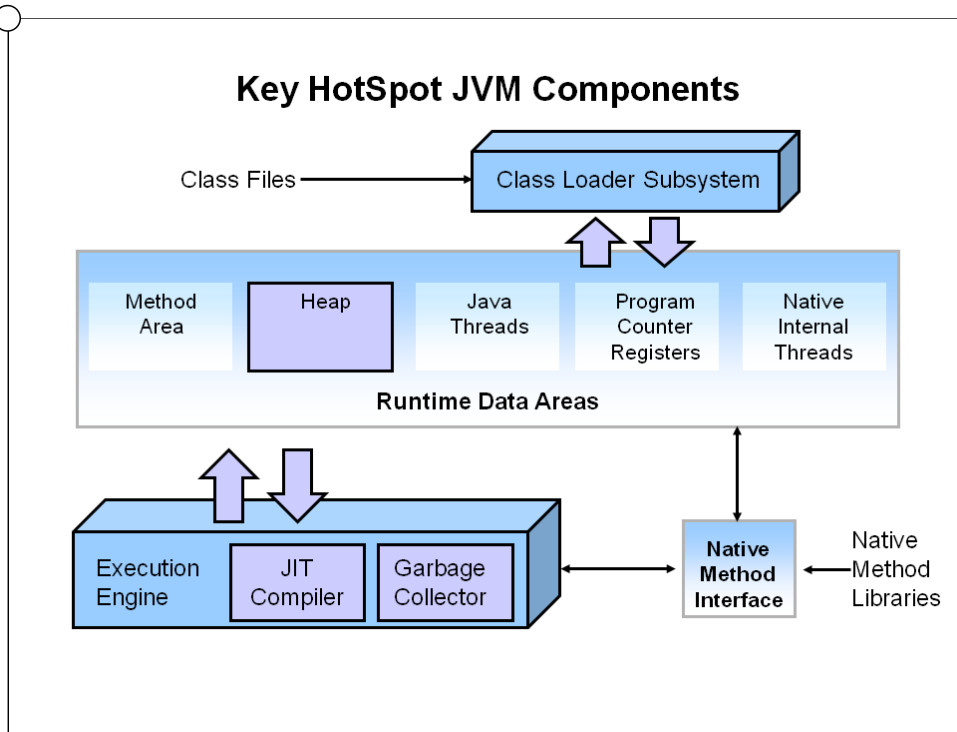 Key HotSpot JVM Components
Class Files
Class Loader Subsystem
Method
Area
Heap
Java
Threads
Program
Counter
Registers
Native
Internal
Threads
Runtime Data Areas
Execution
Engine
JIT
Compiler
Garbage
Collector
Native
Method
Interface
Native
Method
Libraries